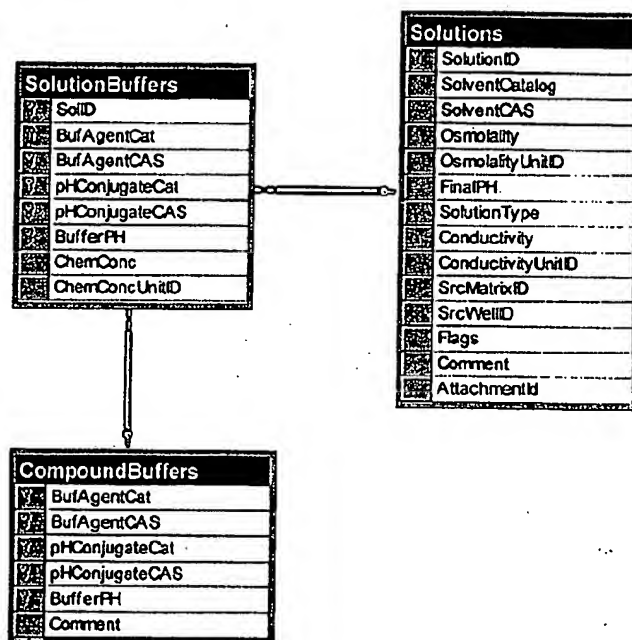 SolutionBuffers
SolID
BufAgentCat
BufAgentCAS
pHConjugateCat
pHConjugateCAS
BufferPH
ChemConc
ChemConcUnitID
Solutions
SolutionID
SolventCatalog
SolventCAS
Osmolality
OsmolalityUnitID
FinalPH
SolutionType
Conductivity
ConductivityUnitID
SrcMatrixID
SrcWellID
Flags
Comment
AttachmentId
CompoundBuffers
BufAgentCat
BufAgentCAS
pHConjugateCat
pHConjugateCAS
BufferPH
Comment